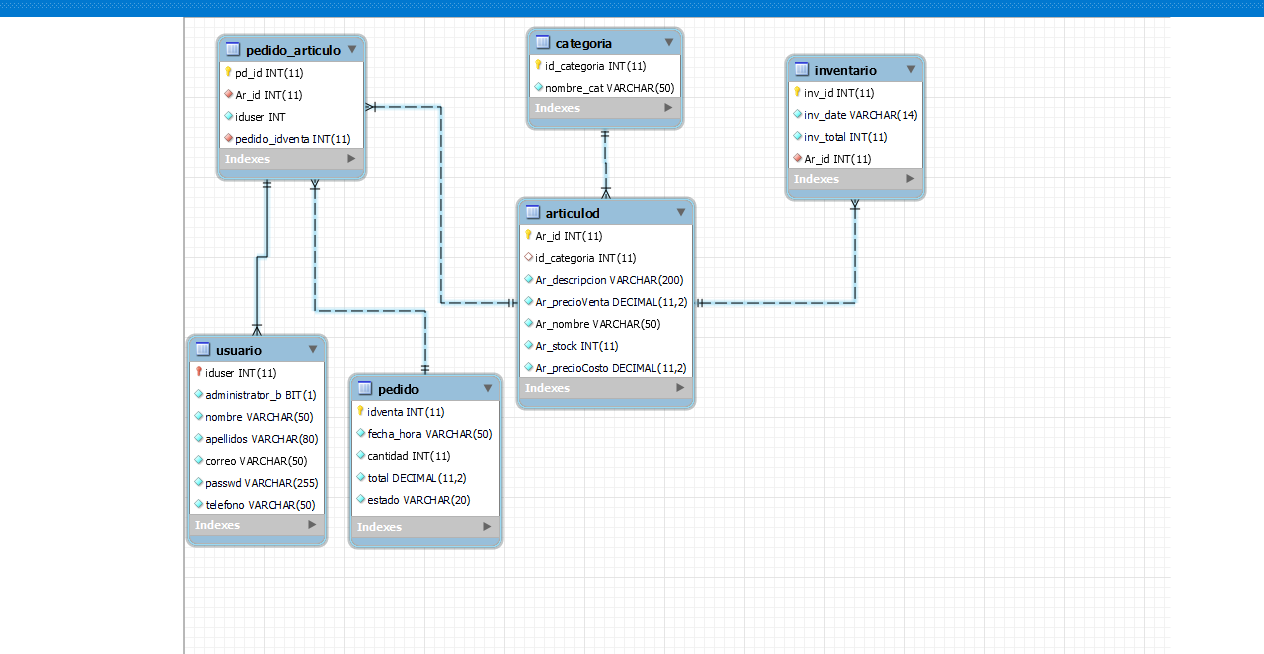 pedido_articulo
pd_id INT(11)
Ar_id INT(11)
iduser INT
pedido_idventa INT(11)
Indexes
categoria
id_categoria INT(11)
nombre_cat VARCHAR(50)
Indexes
inventario
inv_id INT(11)
inv_date VARCHAR(14)
inv_total INT(11)
Ar_id INT(11)
Indexes
articulod
Ar_id INT(11)
id_categoria INT(11)
Ar_descripcion VARCHAR(200)
Ar_precioVenta DECIMAL(11,2)
Ar_nombre VARCHAR(50)
Ar_stock INT(11)
Ar_precioCosto DECIMAL(11,2)
Indexes
usuario
iduser INT(11)
administrator_b BIT(1)
nombre VARCHAR(50)
apellidos VARCHAR(80)
correo VARCHAR(50)
passwd VARCHAR(255)
telefono VARCHAR(50)
Indexes
pedido
idventa INT(11)
fecha_hora VARCHAR(50)
cantidad INT(11)
total DECIMAL(11,2)
estado VARCHAR(20)
Indexes